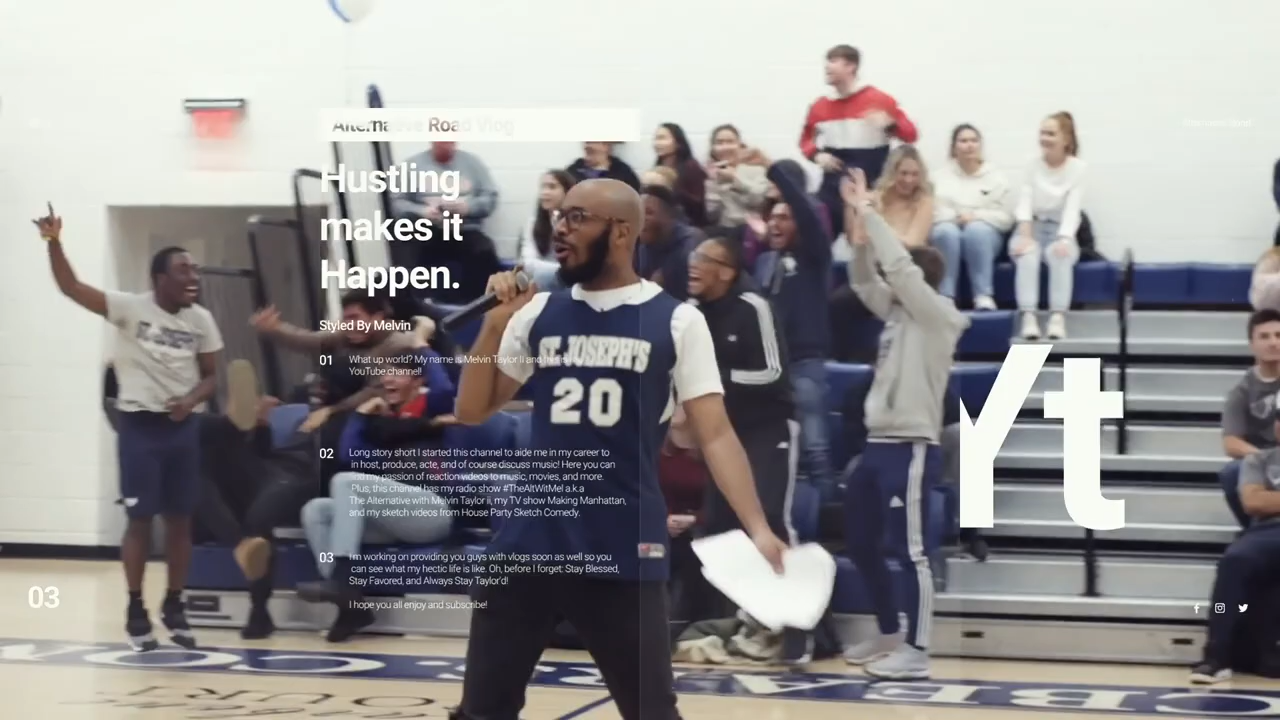 Alternative Road Vlog
Hustling
makes it
Happen.
Styled By Melvin
01
What up world? My name is Melvin Taylor Ii and this is my
YouTube channel!
02
Long story short I started this channel to aide me in my career to
in host, produce, acte, and of course discuss music! Here you can
find my passion of reaction videos to music, movies, and more.
Plus, this channel has my radio show #TheAltWitMel a.k.a
The Alternative with Melvin Taylor ii, my TV show Making Manhattan,
and my sketch videos from House Party Sketch Comedy.
03
I'm working on providing you guys with vlogs soon as well so you
can see what my hectic life is like. Oh, before I forget: Stay Blessed,
Stay Favored, and Always Stay Taylor'd!
I hope you all enjoy and subscribe!
ST. JOSEPH'S
20
Yt
03